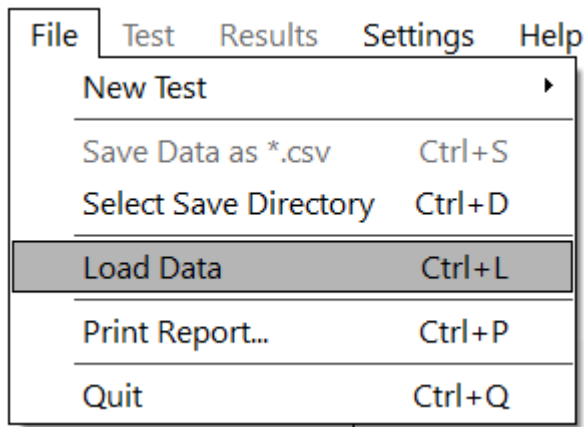 File Test Results Settings Help
New Test
Save Data as *.csv Ctrl+S
Select Save Directory Ctrl+D
Load Data Ctrl+L
Print Report... Ctrl+P
Quit Ctrl+Q